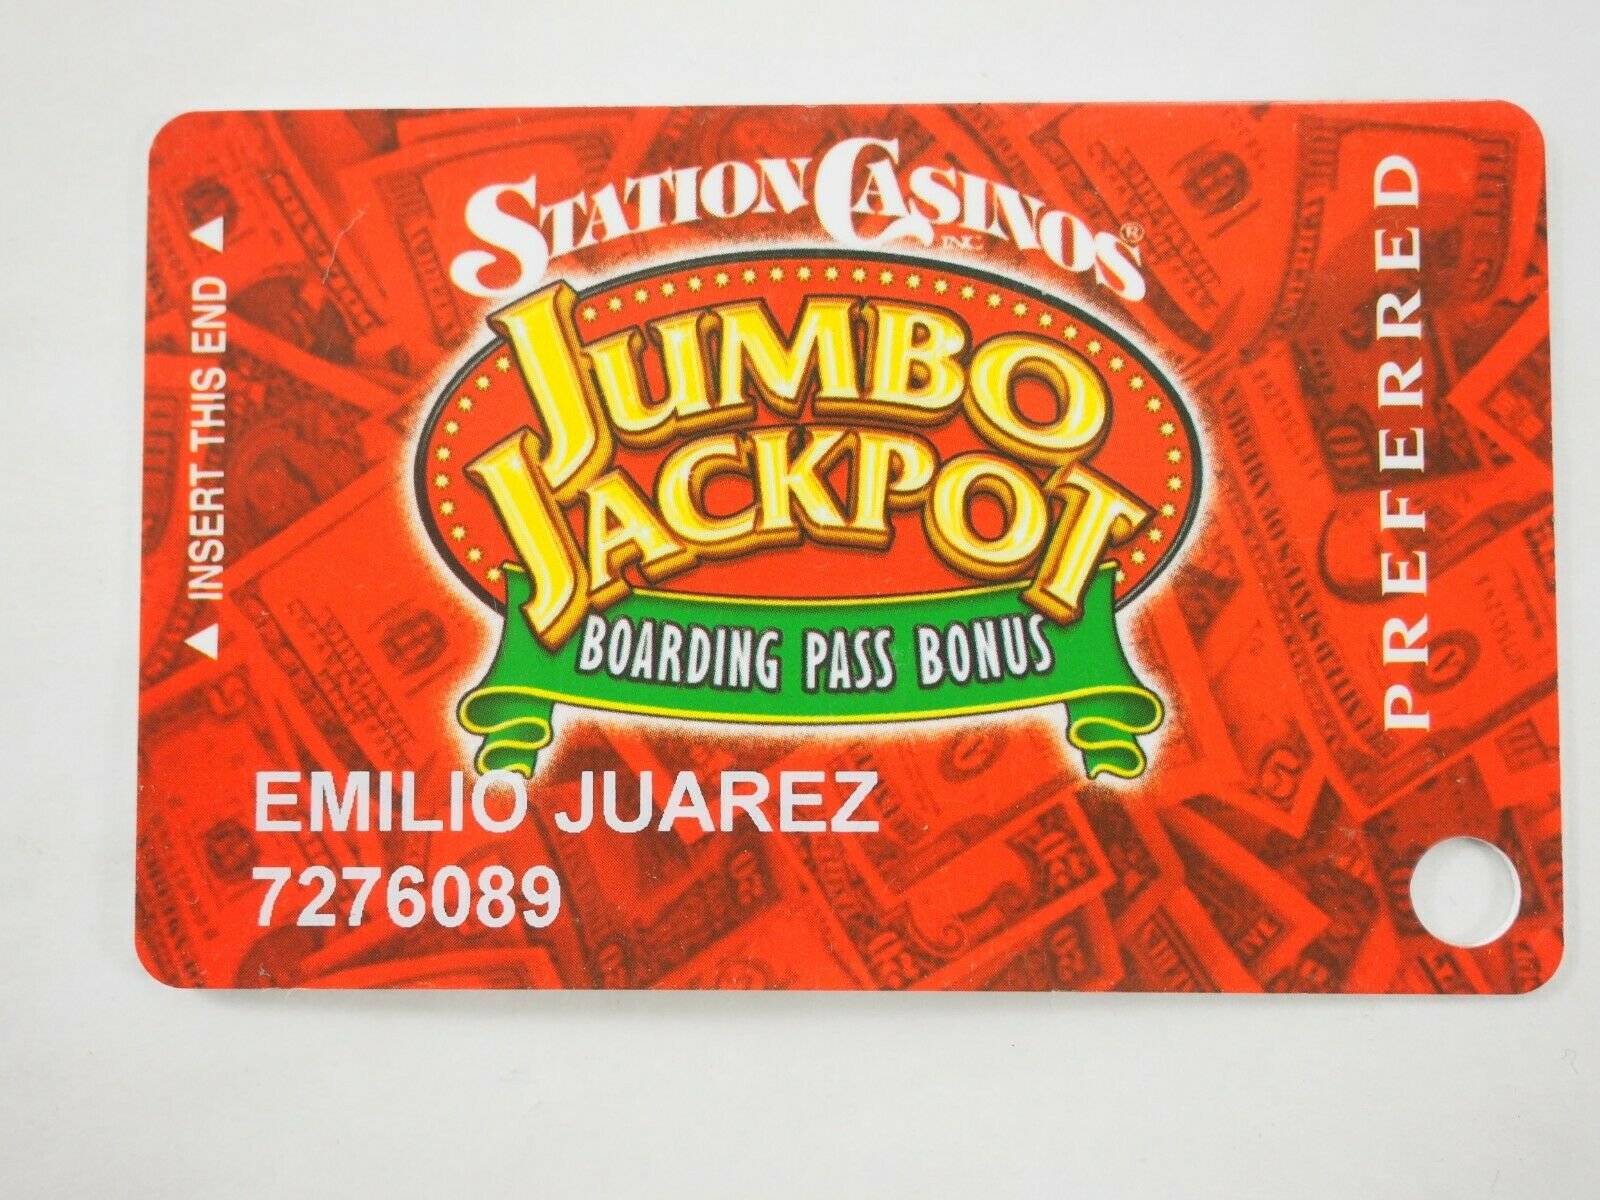 STATION CASINOS®
INC
JUMBO
JACKPOT
BOARDING PASS BONUS
▲ INSERT THIS END ▲
PREFERRED
EMILIO JUAREZ
7276089